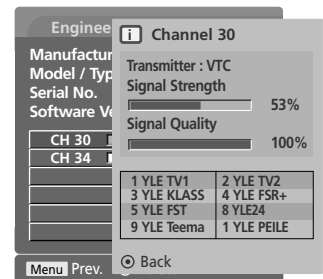 Enginee
Manufactur
Model / Typ
Serial No.
Software Ve
CH 30
CH 34
Menu Prev.
i Channel 30
Transmitter : VTC
Signal Strength
53%
Signal Quality
100%
1 YLE TV1 2 YLE TV2
3 YLE KLASS 4 YLE FSR+
5 YLE FST 8 YLE24
9 YLE Teema 1 YLE PEILE
Back